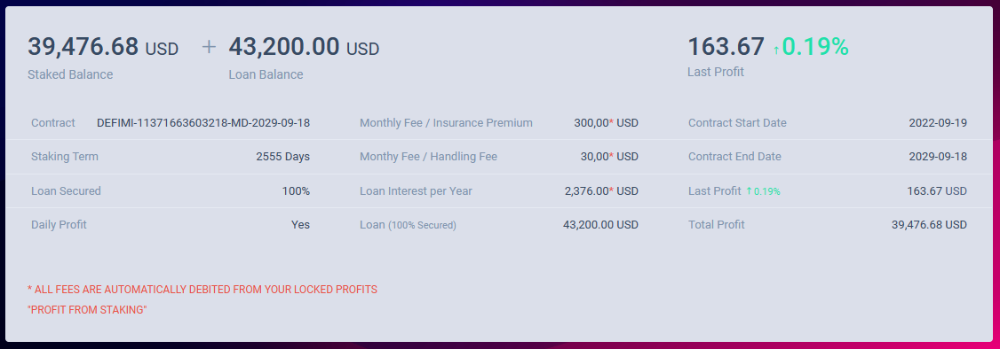 39,476.68 USD + 43,200.00 USD 163.67 ↑0.19%
Staked Balance Loan Balance Last Profit
Contract DEFIMI-11371663603218-MD-2029-09-18 Monthly Fee / Insurance Premium 300,00* USD Contract Start Date 2022-09-19
Staking Term 2555 Days Monthy Fee / Handling Fee 30,00* USD Contract End Date 2029-09-18
Loan Secured 100% Loan Interest per Year 2,376.00* USD Last Profit ↑0.19% 163.67 USD
Daily Profit Yes Loan (100% Secured) 43,200.00 USD Total Profit 39,476.68 USD
* ALL FEES ARE AUTOMATICALLY DEBITED FROM YOUR LOCKED PROFITS
"PROFIT FROM STAKING"